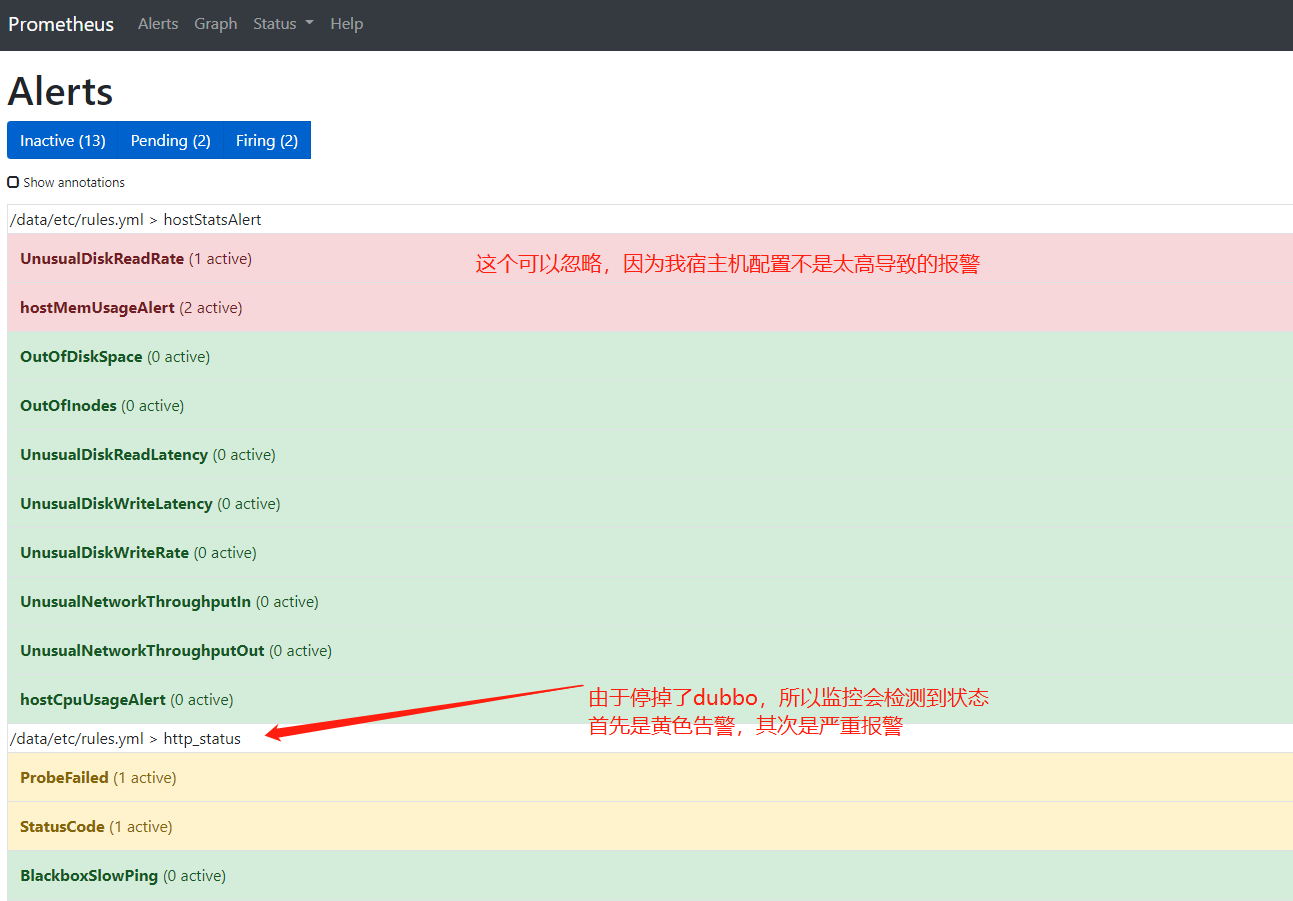 Prometheus Alerts Graph Status Help
Alerts
Inactive (13) Pending (2) Firing (2)
Show annotations
/data/etc/rules.yml > hostStatsAlert
UnusualDiskReadRate (1 active)
这个可以忽略，因为我宿主机配置不是太高导致的报警
hostMemUsageAlert (2 active)
OutOfDiskSpace (0 active)
OutOfInodes (0 active)
UnusualDiskReadLatency (0 active)
UnusualDiskWriteLatency (0 active)
UnusualDiskWriteRate (0 active)
UnusualNetworkThroughputIn (0 active)
UnusualNetworkThroughputOut (0 active)
hostCpuUsageAlert (0 active)
由于停掉了dubbo，所以监控会检测到状态
首先是黄色告警，其次是严重报警
/data/etc/rules.yml > http_status
ProbeFailed (1 active)
StatusCode (1 active)
BlackboxSlowPing (0 active)